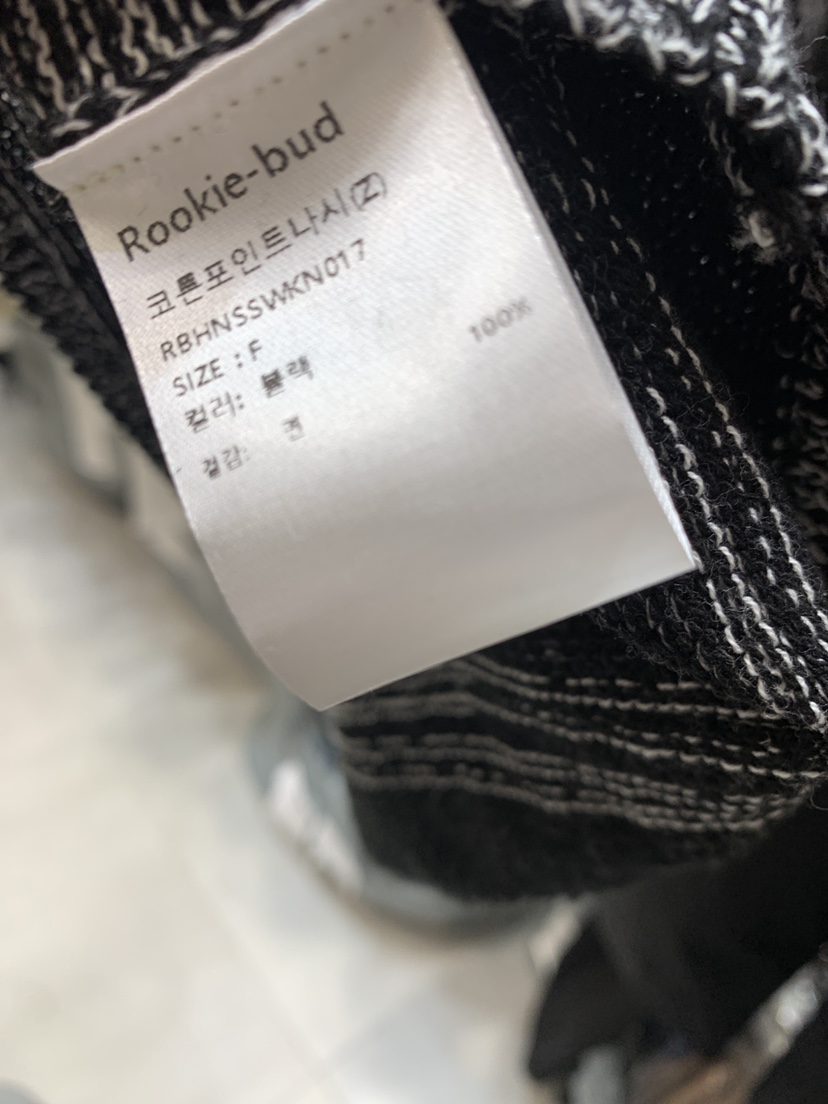 Rookie-bud
코튼포인트나시(Z)
RBHNSSWKN017
SIZE : F
컬러: 블랙
겉감: 면 100%